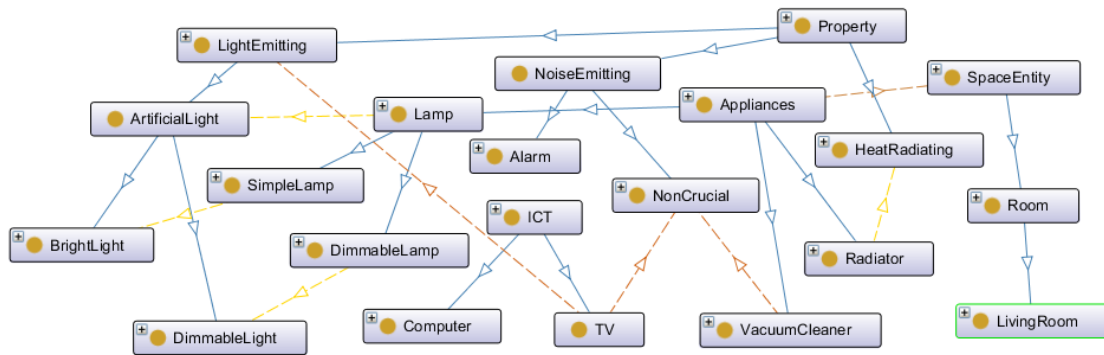 Property
LightEmitting
NoiseEmitting
SpaceEntity
Appliances
ArtificialLight
Lamp
Alarm
HeatRadiating
SimpleLamp
NonCrucial
Room
ICT
BrightLight
DimmableLamp
Radiator
LivingRoom
DimmableLight
Computer
TV
VacuumCleaner